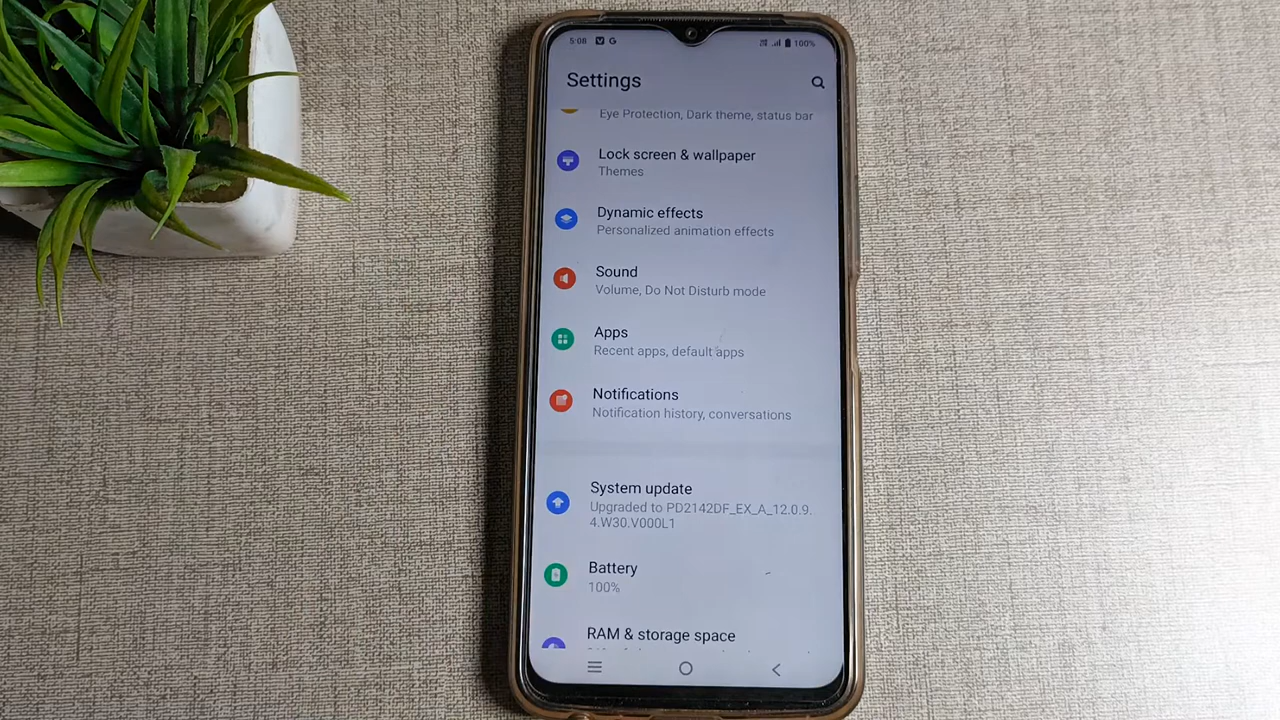 5:08 G 100%
Settings
Eye Protection, Dark theme, status bar
Lock screen & wallpaper
Themes
Dynamic effects
Personalized animation effects
Sound
Volume, Do Not Disturb mode
Apps
Recent apps, default apps
Notifications
Notification history, conversations
System update
Upgraded to PD2142DF_EX_A_12.0.9.
4.W30.V000L1
Battery
100%
RAM & storage space